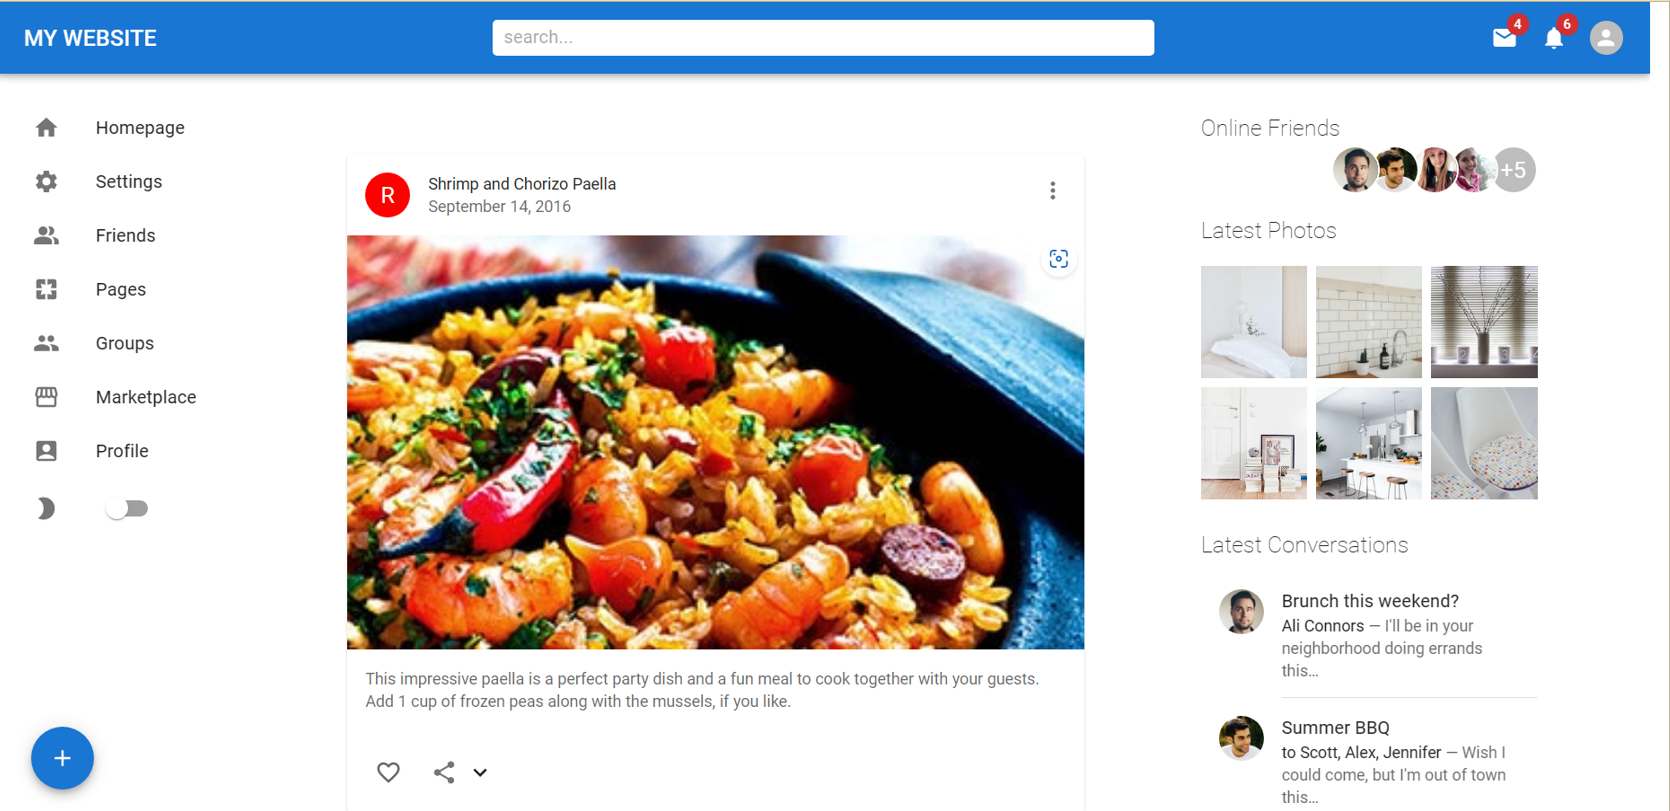 MY WEBSITE
search...
4
6
Homepage
Settings
Friends
Pages
Groups
Marketplace
Profile
R
Shrimp and Chorizo Paella
September 14, 2016
This impressive paella is a perfect party dish and a fun meal to cook together with your guests.
Add 1 cup of frozen peas along with the mussels, if you like.
Online Friends
+5
Latest Photos
Latest Conversations
Brunch this weekend?
Ali Connors — I'll be in your
neighborhood doing errands
this…
Summer BBQ
to Scott, Alex, Jennifer — Wish I
could come, but I'm out of town
this…